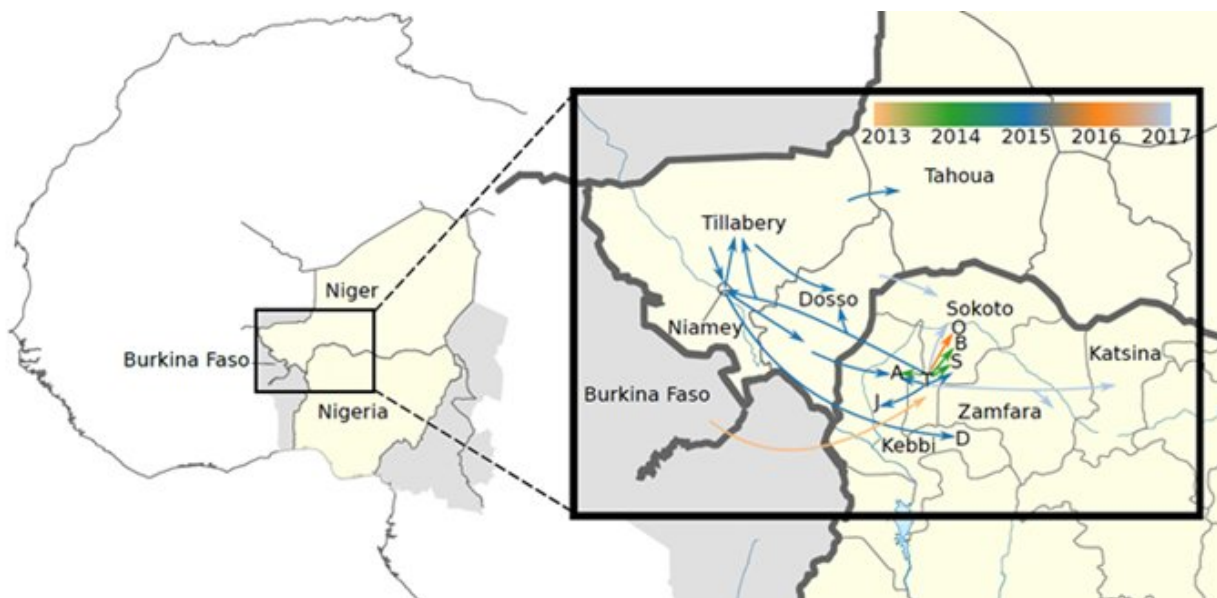 Niger
Burkina Faso
Nigeria
2013 2014 2015 2016 2017
Tahoua
Tillabery
Dosso
Sokoto
Niamey
O
B
Katsina
S
A
T
Burkina Faso
J
Zamfara
Kebbi
D